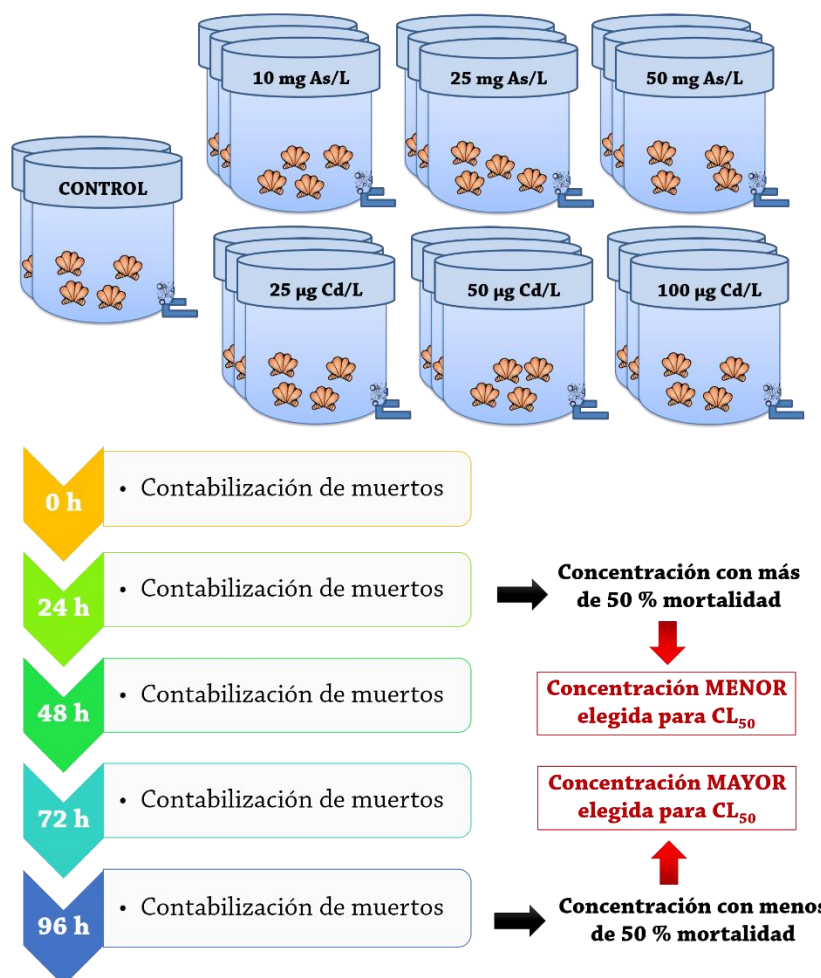 10 mg As/L
25 mg As/L
50 mg As/L
CONTROL
25 µg Cd/L
50 µg Cd/L
100 µg Cd/L
0 h
• Contabilización de muertos
24 h
• Contabilización de muertos
Concentración con más
de 50 % mortalidad
48 h
• Contabilización de muertos
Concentración MENOR
elegida para CL₅₀
72 h
• Contabilización de muertos
Concentración MAYOR
elegida para CL₅₀
96 h
• Contabilización de muertos
Concentración con menos
de 50 % mortalidad